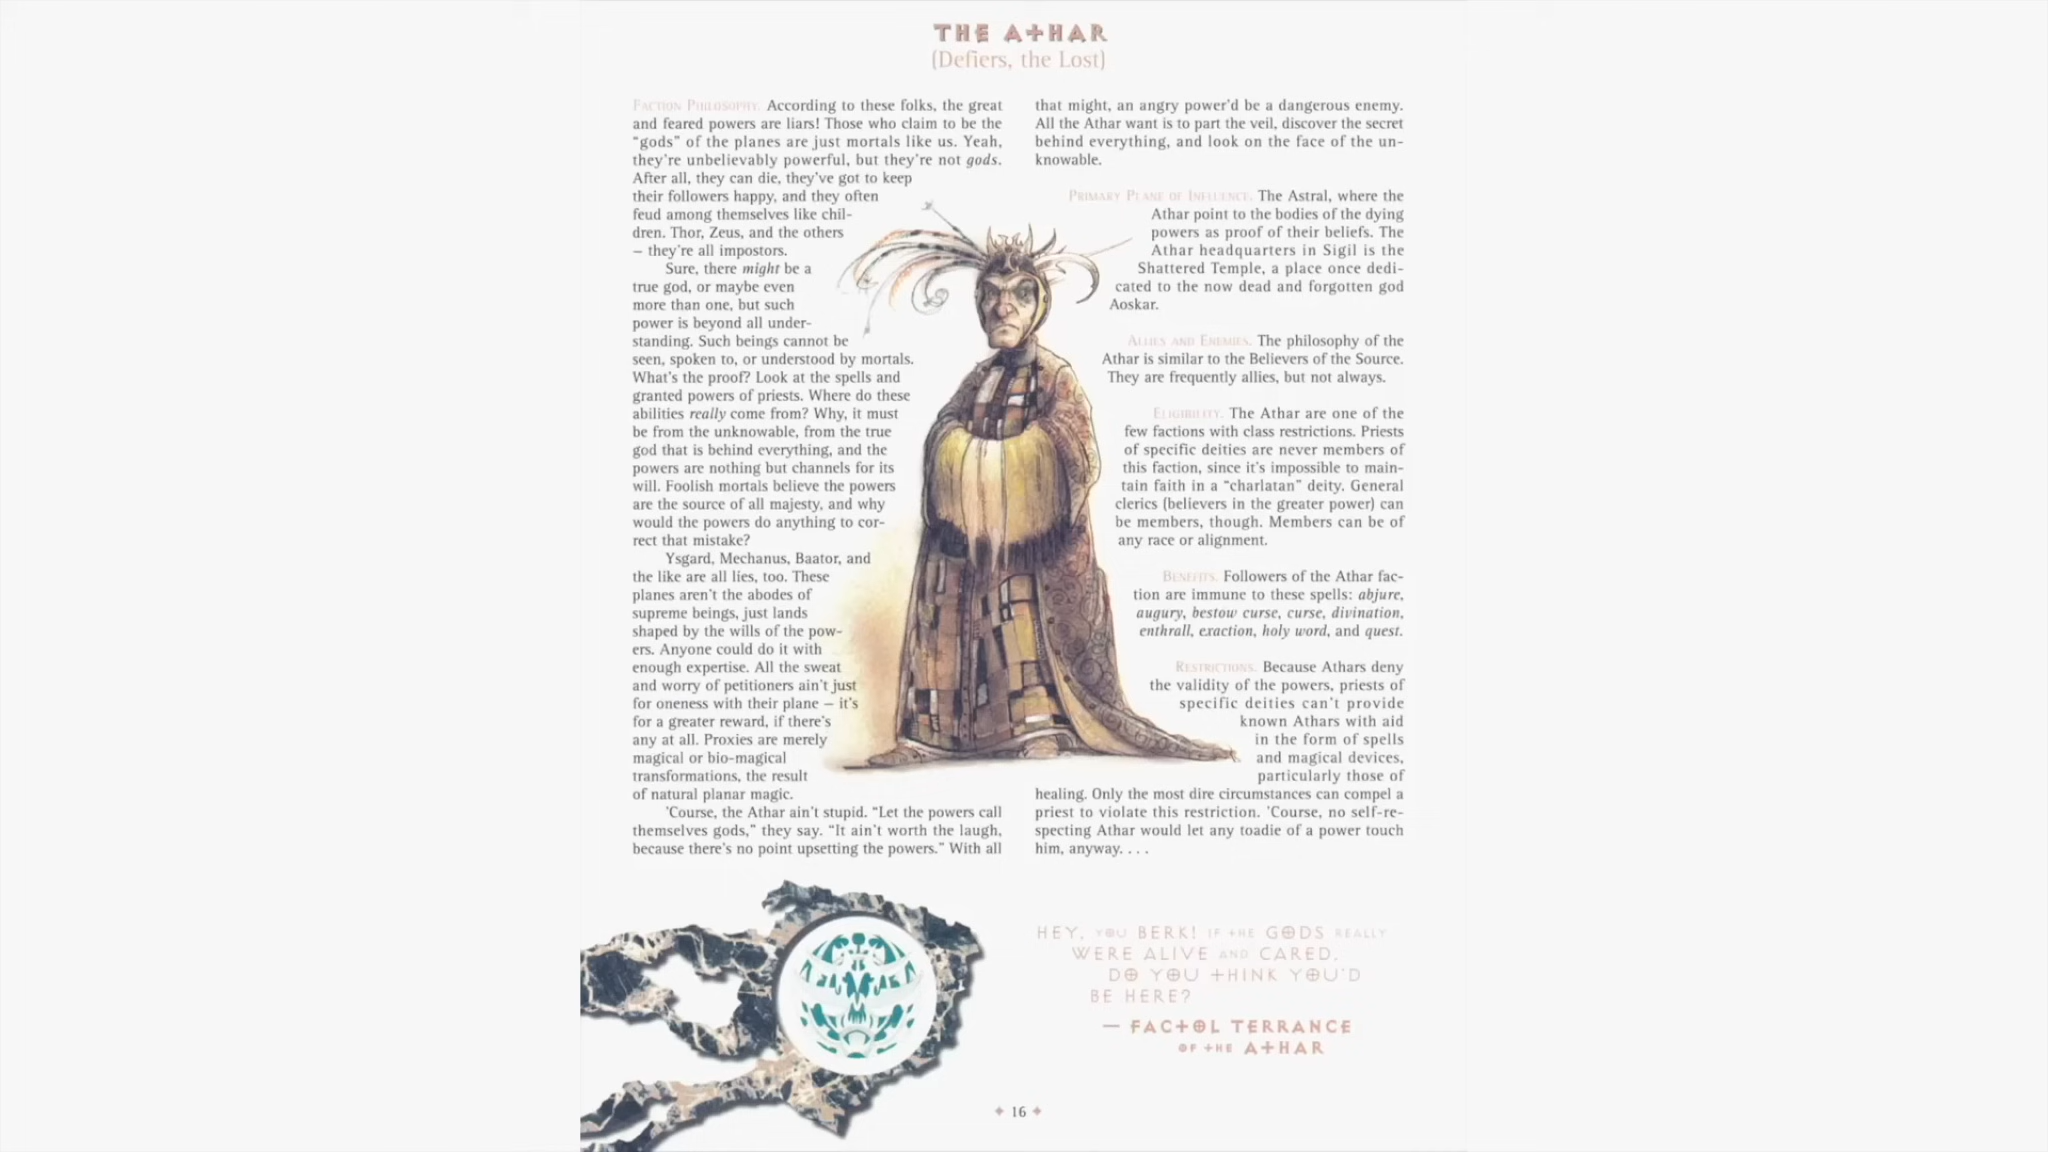 THE ATHAR
(Defiers, the Lost)
FACTION PHILOSOPHY. According to these folks, the great
and feared powers are liars! Those who claim to be the
“gods” of the planes are just mortals like us. Yeah,
they’re unbelievably powerful, but they’re not gods.
After all, they can die, they’ve got to keep
their followers happy, and they often
feud among themselves like chil-
dren. Thor, Zeus, and the others
– they’re all impostors.
Sure, there might be a
true god, or maybe even
more than one, but such
power is beyond all under-
standing. Such beings cannot be
seen, spoken to, or understood by mortals.
What’s the proof? Look at the spells and
granted powers of priests. Where do these
abilities really come from? Why, it must
be from the unknowable, from the true
god that is behind everything, and the
powers are nothing but channels for its
will. Foolish mortals believe the powers
are the source of all majesty, and why
would the powers do anything to cor-
rect that mistake?
Ysgard, Mechanus, Baator, and
the like are all lies, too. These
planes aren’t the abodes of
supreme beings, just lands
shaped by the wills of the pow-
ers. Anyone could do it with
enough expertise. All the sweat
and worry of petitioners ain’t just
for oneness with their plane – it’s
for a greater reward, if there’s
any at all. Proxies are merely
magical or bio-magical
transformations, the result
of natural planar magic.
’Course, the Athar ain’t stupid. “Let the powers call
themselves gods,” they say. “It ain’t worth the laugh,
because there’s no point upsetting the powers.” With all
that might, an angry power’d be a dangerous enemy.
All the Athar want is to part the veil, discover the secret
behind everything, and look on the face of the un-
knowable.
PRIMARY PLANE OF INFLUENCE. The Astral, where the
Athar point to the bodies of the dying
powers as proof of their beliefs. The
Athar headquarters in Sigil is the
Shattered Temple, a place once dedi-
cated to the now dead and forgotten god
Aoskar.
ALLIES AND ENEMIES. The philosophy of the
Athar is similar to the Believers of the Source.
They are frequently allies, but not always.
ELIGIBILITY. The Athar are one of the
few factions with class restrictions. Priests
of specific deities are never members of
this faction, since it’s impossible to main-
tain faith in a “charlatan” deity. General
clerics (believers in the greater power) can
be members, though. Members can be of
any race or alignment.
BENEFITS. Followers of the Athar fac-
tion are immune to these spells: abjure,
augury, bestow curse, curse, divination,
enthrall, exaction, holy word, and quest.
RESTRICTIONS. Because Athars deny
the validity of the powers, priests of
specific deities can’t provide
known Athars with aid
in the form of spells
and magical devices,
particularly those of
healing. Only the most dire circumstances can compel a
priest to violate this restriction. ’Course, no self-re-
specting Athar would let any toadie of a power touch
him, anyway. . . .
HEY, YOU BERK! IF THE GODS REALLY
WERE ALIVE AND CARED,
DO YOU THINK YOU’D
BE HERE?
— FACTOL TERRANCE
OF THE ATHAR
16